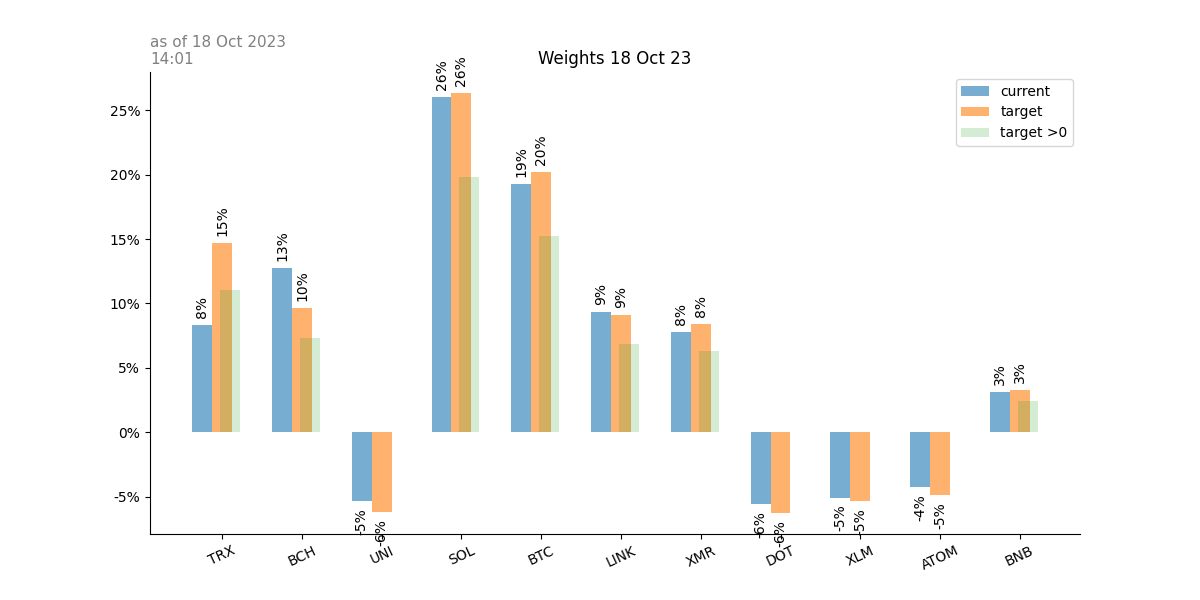 as of 18 Oct 2023
14:01
Weights 18 Oct 23
current
target
target >0
25%
20%
15%
10%
5%
0%
-5%
8%
15%
13%
10%
-5%
-6%
26%
26%
19%
20%
9%
9%
8%
8%
-6%
-6%
-5%
-5%
-4%
-5%
3%
3%
TRX
BCH
UNI
SOL
BTC
LINK
XMR
DOT
XLM
ATOM
BNB